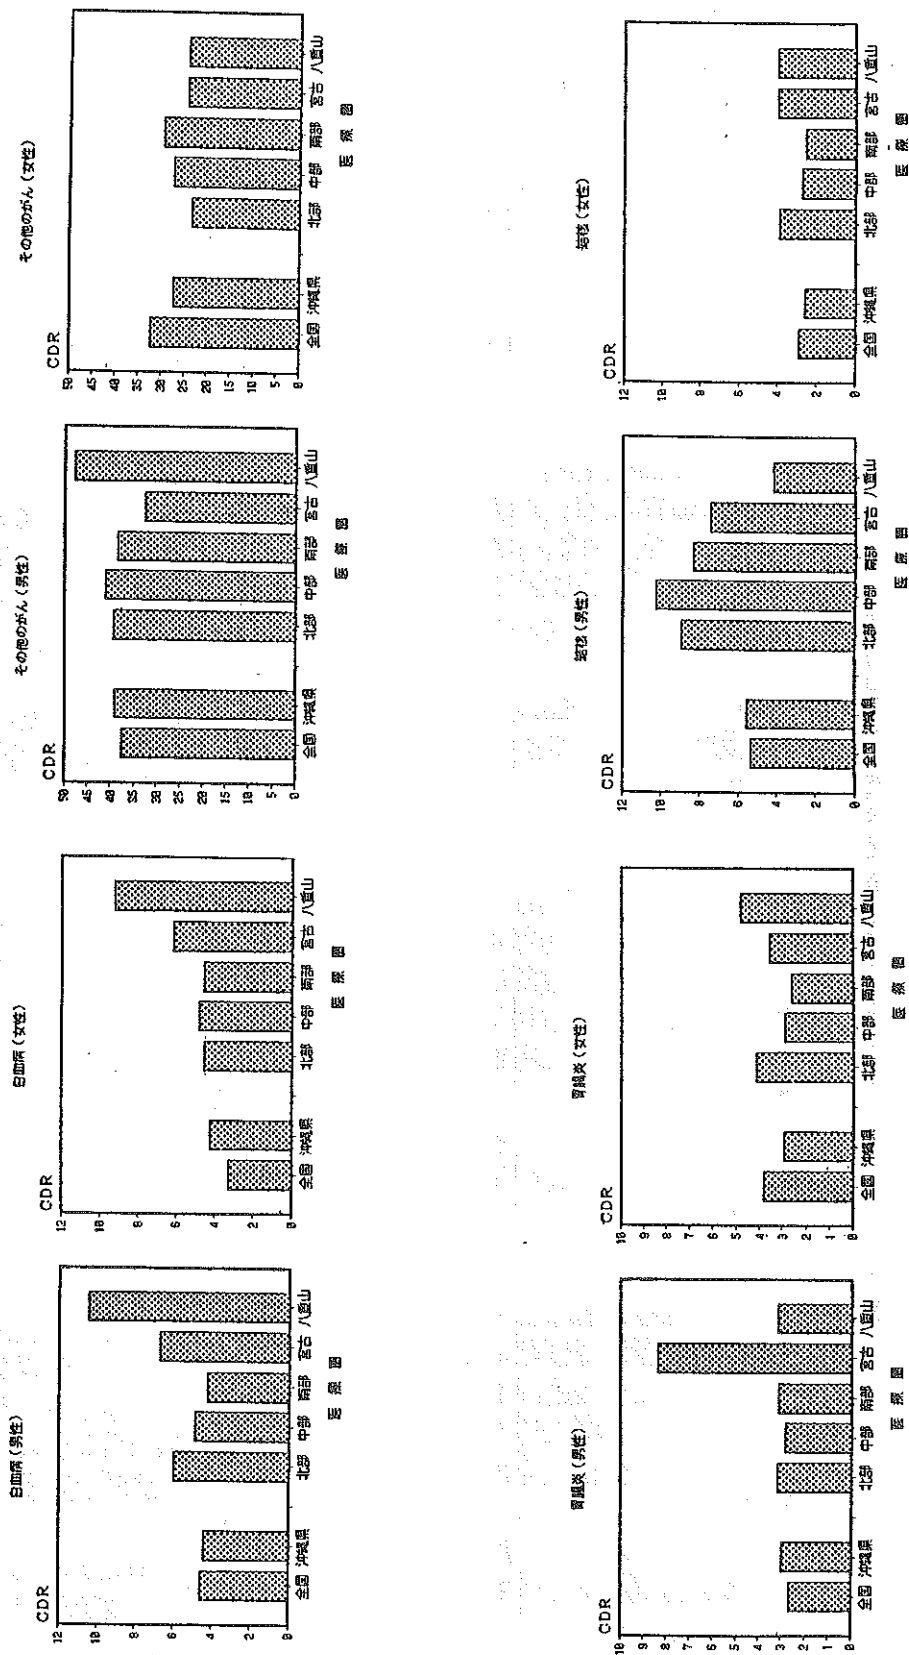 白血病（男性）
CDR
12
10
8
6
4
2
0
全国 沖縄県 北部 中部 南部 宮古 八重山
医療圏
白血病（女性）
CDR
12
10
8
6
4
2
0
全国 沖縄県 北部 中部 南部 宮古 八重山
医療圏
その他のがん（男性）
CDR
50
45
40
35
30
25
20
15
10
5
0
全国 沖縄県 北部 中部 南部 宮古 八重山
医療圏
その他のがん（女性）
CDR
50
45
40
35
30
25
20
15
10
5
0
全国 沖縄県 北部 中部 南部 宮古 八重山
医療圏
胃腸炎（男性）
CDR
10
9
8
7
6
5
4
3
2
1
0
全国 沖縄県 北部 中部 南部 宮古 八重山
医療圏
胃腸炎（女性）
CDR
10
9
8
7
6
5
4
3
2
1
0
全国 沖縄県 北部 中部 南部 宮古 八重山
医療圏
結核（男性）
CDR
12
10
8
6
4
2
0
全国 沖縄県 北部 中部 南部 宮古 八重山
医療圏
結核（女性）
CDR
12
10
8
6
4
2
0
全国 沖縄県 北部 中部 南部 宮古 八重山
医療圏